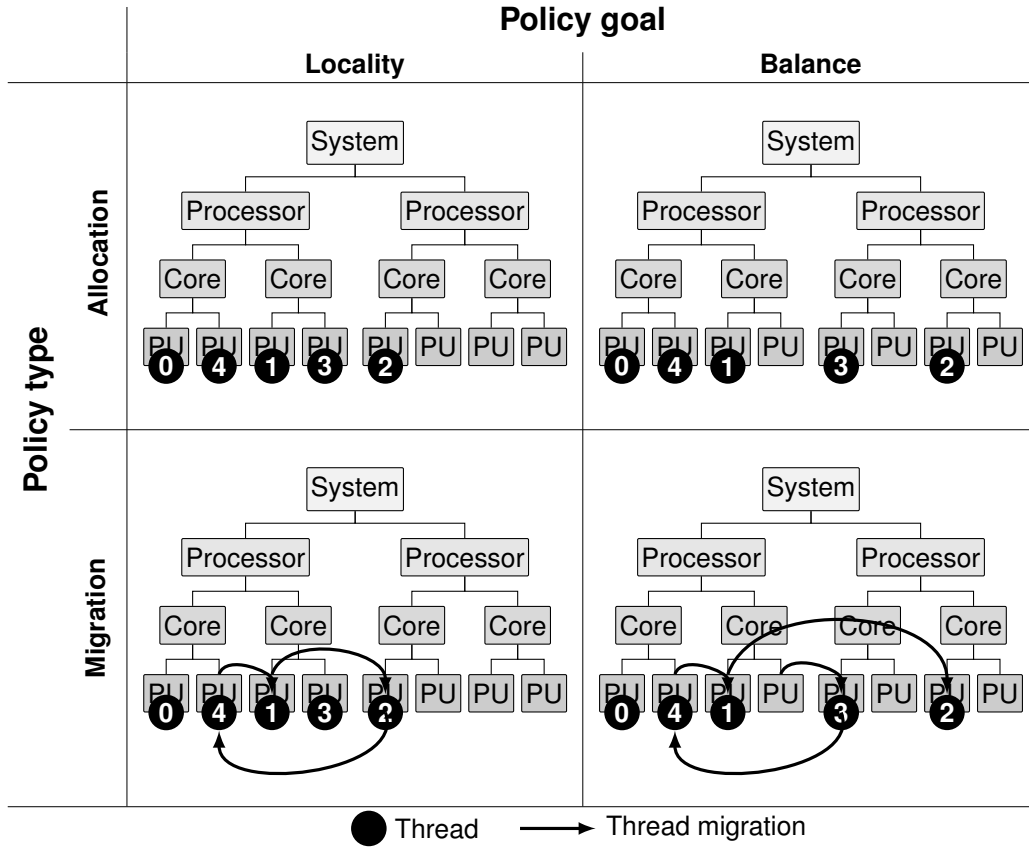 Policy goal
Locality Balance
Policy type
Allocation
System System
Processor Processor Processor Processor
Core Core Core Core Core Core Core Core
PU PU PU PU PU PU PU PU PU PU PU PU PU PU PU PU
0 4 1 3 2 0 4 1 3 2
Migration
System System
Processor Processor Processor Processor
Core Core Core Core Core Core Core Core
PU PU PU PU PU PU PU PU PU PU PU PU PU PU PU PU
0 4 1 3 2 0 4 1 3 2
Thread Thread migration